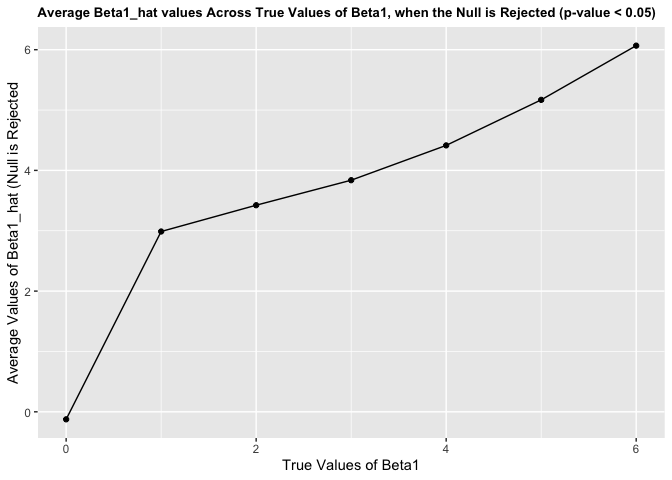 Average Beta1_hat values Across True Values of Beta1, when the Null is Rejected (p-value < 0.05)
Average Values of Beta1_hat (Null is Rejected
6
4
2
0
0 2 4 6
True Values of Beta1